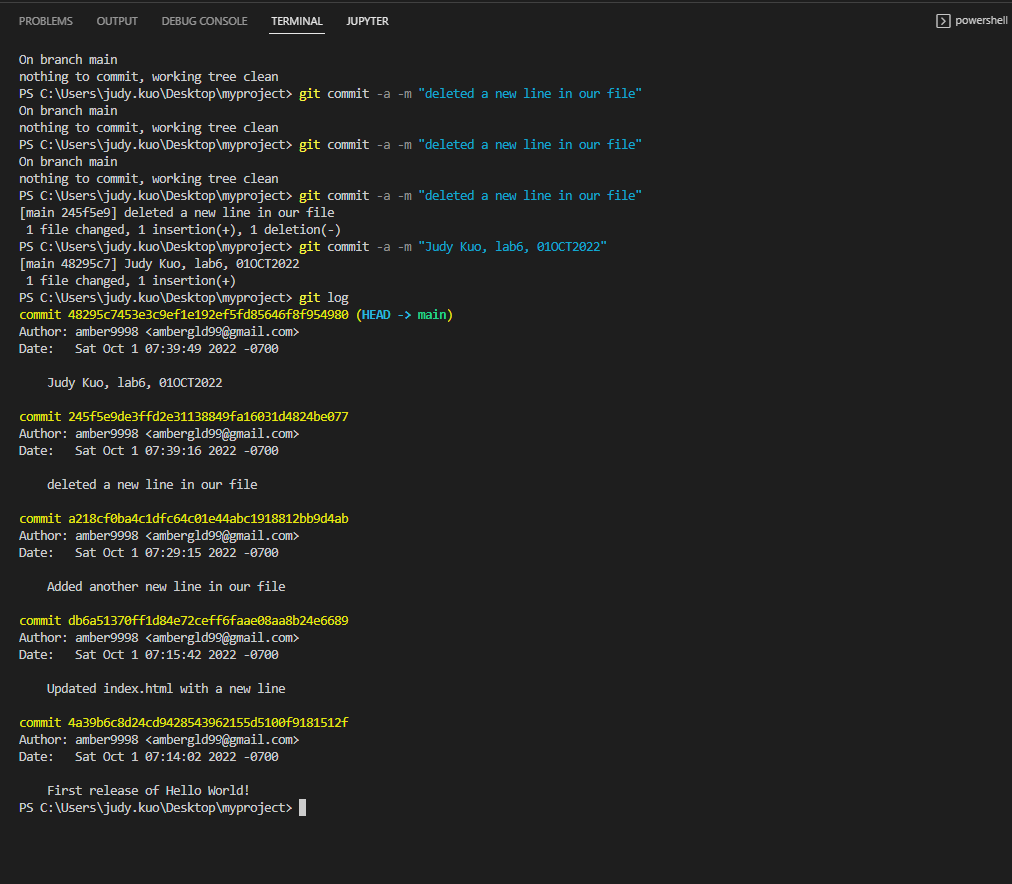 PROBLEMS OUTPUT DEBUG CONSOLE TERMINAL JUPYTER powershell
On branch main
nothing to commit, working tree clean
PS C:\Users\judy.kuo\Desktop\myproject> git commit -a -m "deleted a new line in our file"
On branch main
nothing to commit, working tree clean
PS C:\Users\judy.kuo\Desktop\myproject> git commit -a -m "deleted a new line in our file"
On branch main
nothing to commit, working tree clean
PS C:\Users\judy.kuo\Desktop\myproject> git commit -a -m "deleted a new line in our file"
[main 245f5e9] deleted a new line in our file
 1 file changed, 1 insertion(+), 1 deletion(-)
PS C:\Users\judy.kuo\Desktop\myproject> git commit -a -m "Judy Kuo, lab6, 01OCT2022"
[main 48295c7] Judy Kuo, lab6, 01OCT2022
 1 file changed, 1 insertion(+)
PS C:\Users\judy.kuo\Desktop\myproject> git log
commit 48295c7453e3c9ef1e192ef5fd85646f8f954980 (HEAD -> main)
Author: amber9998 <ambergld99@gmail.com>
Date:   Sat Oct 1 07:39:49 2022 -0700
    Judy Kuo, lab6, 01OCT2022
commit 245f5e9de3ffd2e31138849fa16031d4824be077
Author: amber9998 <ambergld99@gmail.com>
Date:   Sat Oct 1 07:39:16 2022 -0700
    deleted a new line in our file
commit a218cf0ba4c1dfc64c01e44abc1918812bb9d4ab
Author: amber9998 <ambergld99@gmail.com>
Date:   Sat Oct 1 07:29:15 2022 -0700
    Added another new line in our file
commit db6a51370ff1d84e72ceff6faae08aa8b24e6689
Author: amber9998 <ambergld99@gmail.com>
Date:   Sat Oct 1 07:15:42 2022 -0700
    Updated index.html with a new line
commit 4a39b6c8d24cd9428543962155d5100f9181512f
Author: amber9998 <ambergld99@gmail.com>
Date:   Sat Oct 1 07:14:02 2022 -0700
    First release of Hello World!
PS C:\Users\judy.kuo\Desktop\myproject>